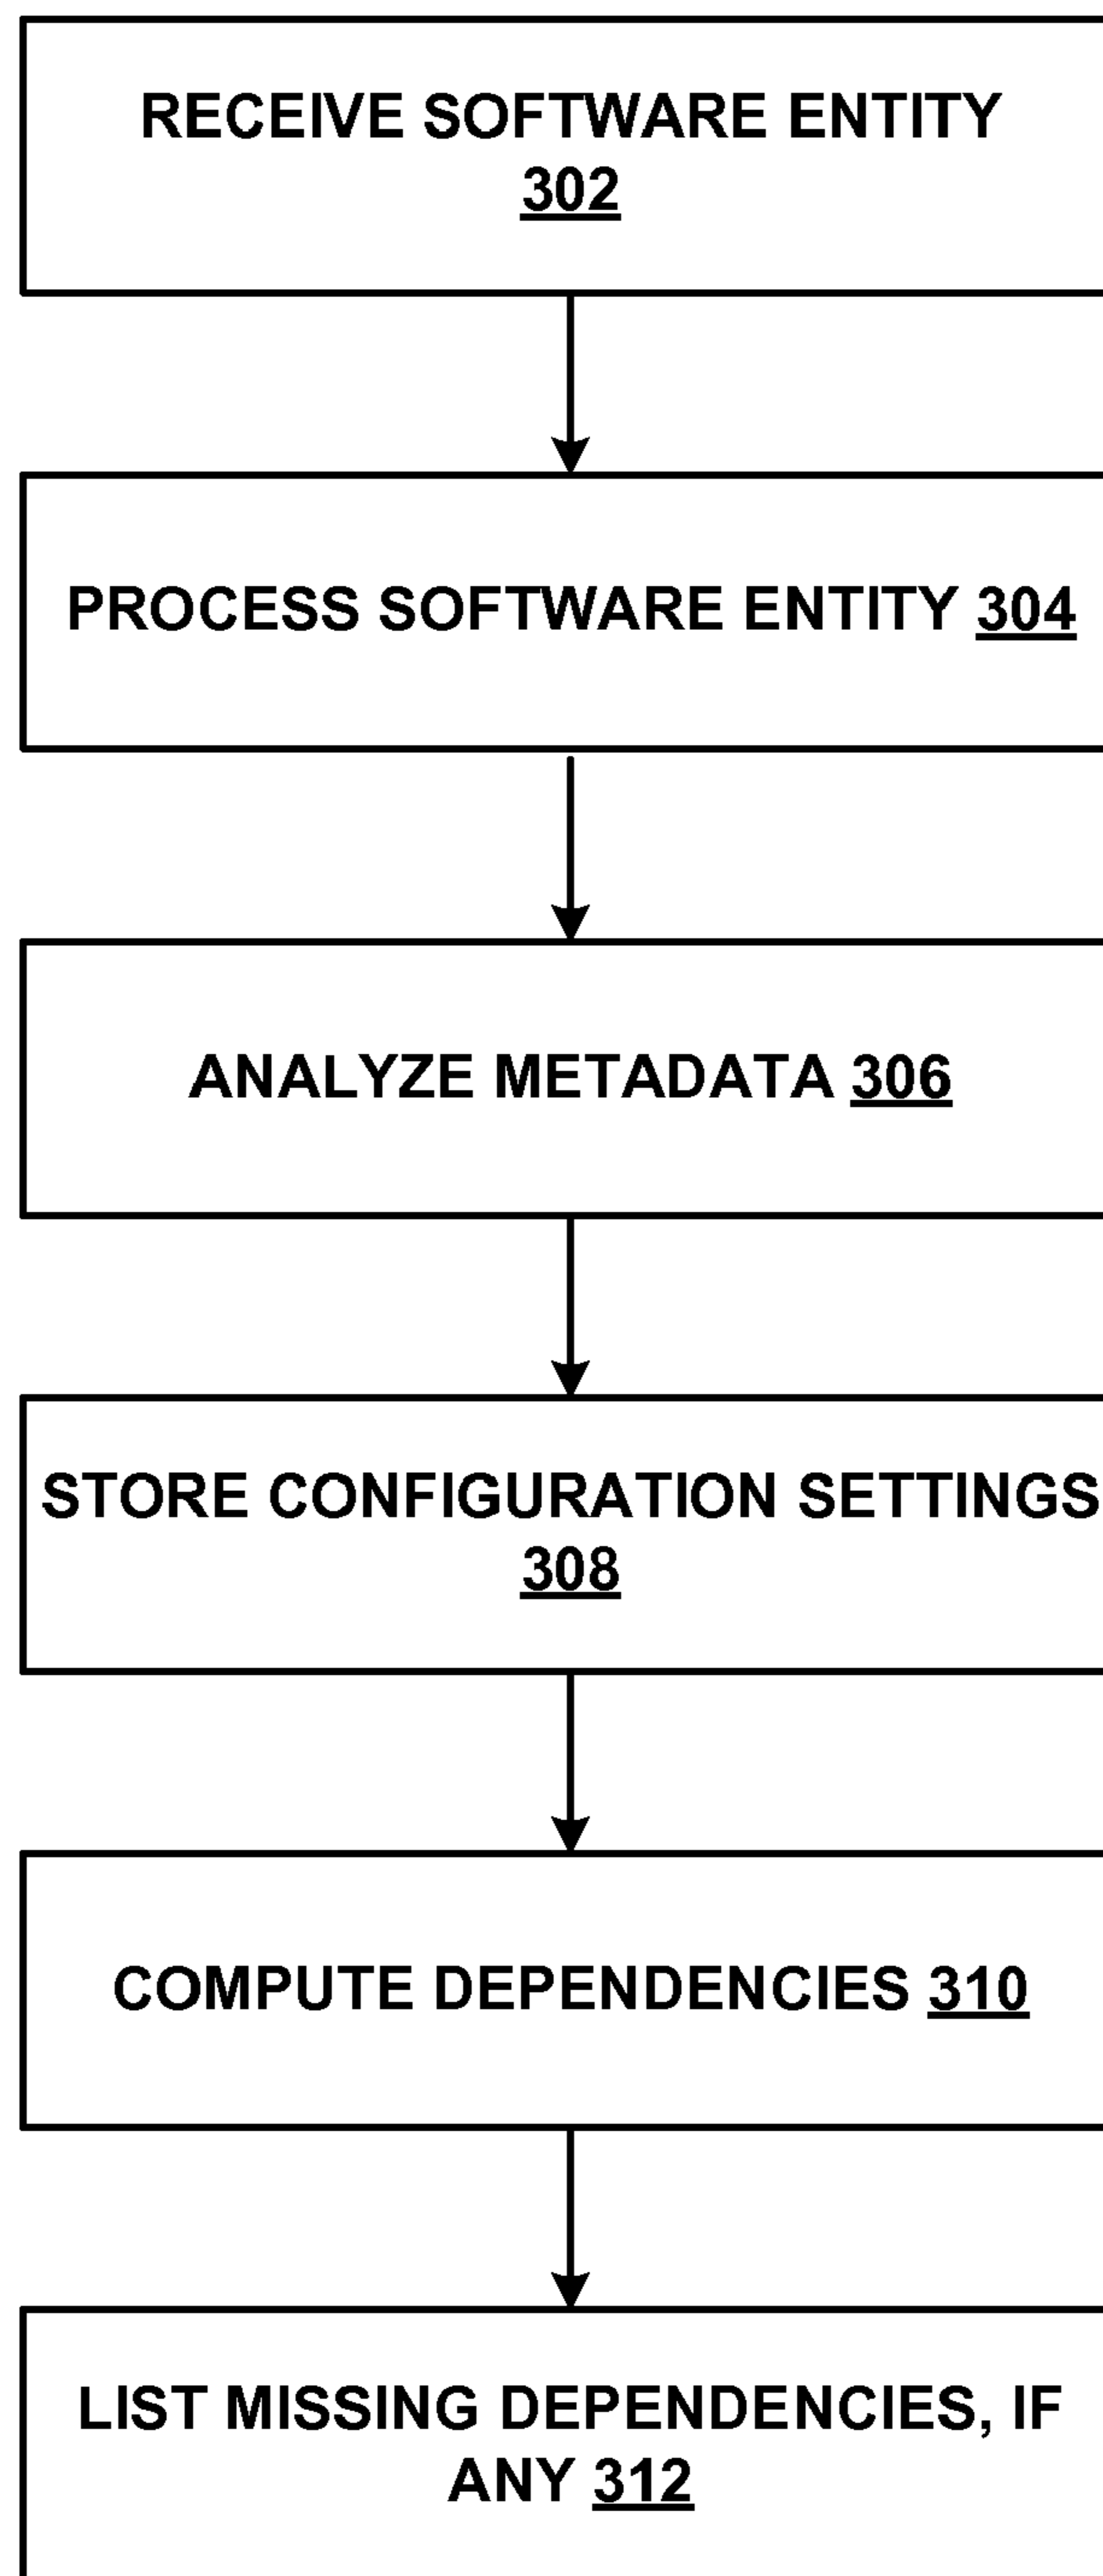 RECEIVE SOFTWARE ENTITY
302
PROCESS SOFTWARE ENTITY 304
ANALYZE METADATA 306
STORE CONFIGURATION SETTINGS
308
COMPUTE DEPENDENCIES 310
LIST MISSING DEPENDENCIES, IF
ANY 312